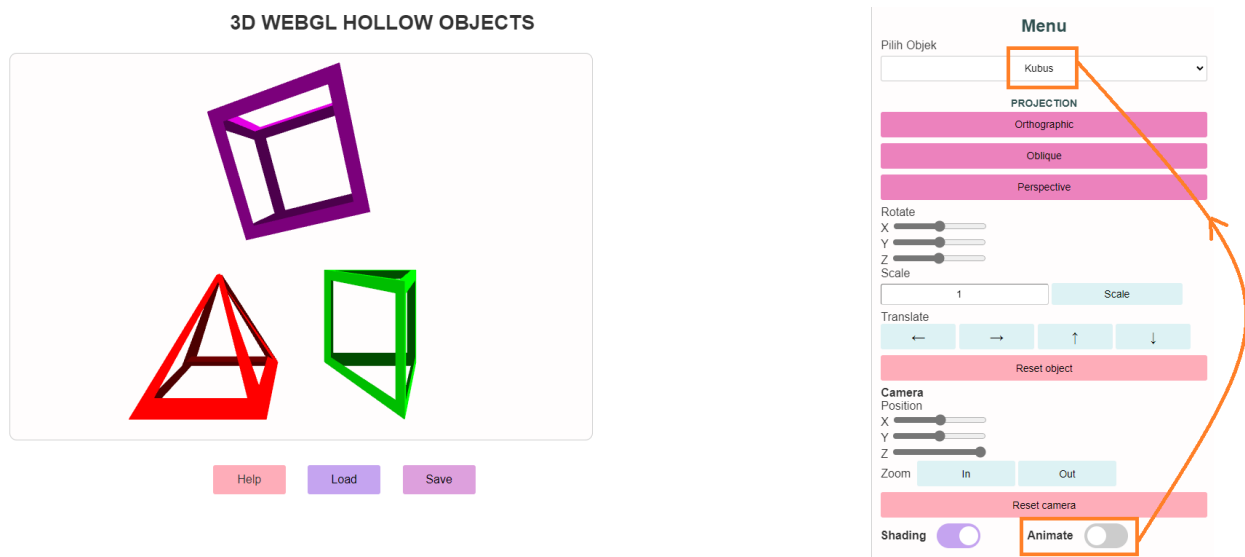 3D WEBGL HOLLOW OBJECTS
Help
Load
Save
Menu
Pilih Objek
Kubus
PROJECTION
Orthographic
Oblique
Perspective
Rotate
X
Y
Z
Scale
1 Scale
Translate
← → ↑ ↓
Reset object
Camera
Position
X
Y
Z
Zoom In Out
Reset camera
Shading Animate